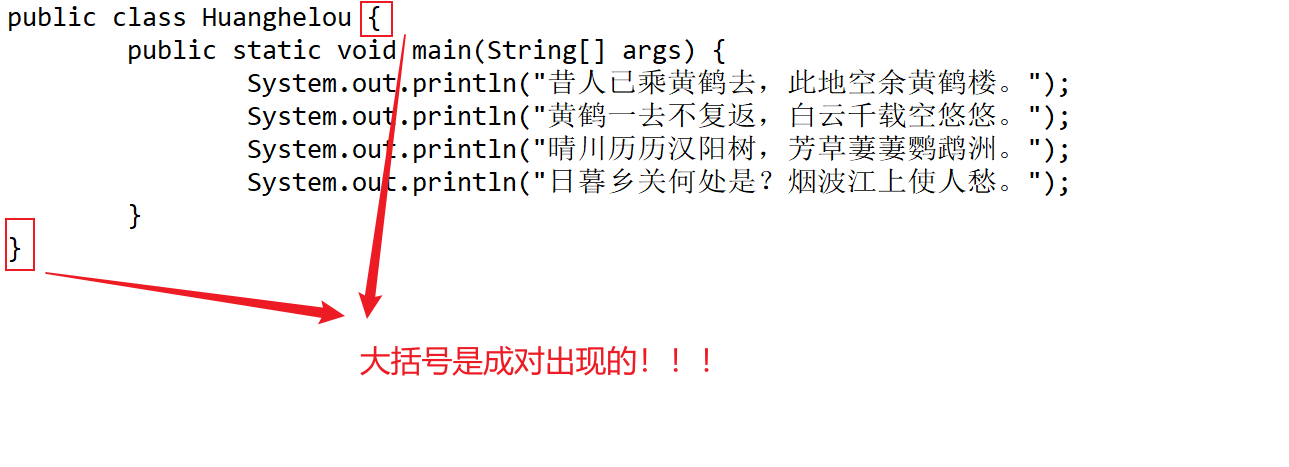 public class Huanghelou {
        public static void main(String[] args) {
                System.out.println("昔人已乘黄鹤去，此地空余黄鹤楼。");
                System.out.println("黄鹤一去不复返，白云千载空悠悠。");
                System.out.println("晴川历历汉阳树，芳草萋萋鹦鹉洲。");
                System.out.println("日暮乡关何处是？烟波江上使人愁。");
        }
}
大括号是成对出现的！！！